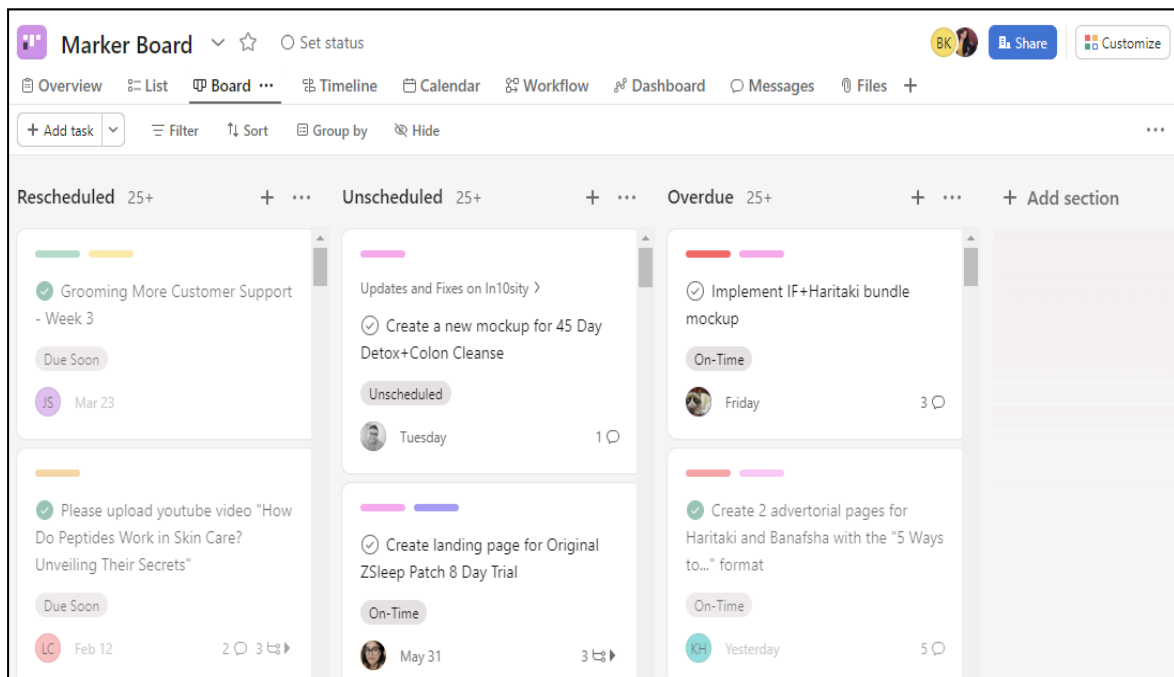 Marker Board
Set status
BK
Share
Customize
Overview
List
Board
Timeline
Calendar
Workflow
Dashboard
Messages
Files
+ Add task
Filter
Sort
Group by
Hide
Rescheduled 25+
Grooming More Customer Support
- Week 3
Due Soon
JS Mar 23
Please upload youtube video "How
Do Peptides Work in Skin Care?
Unveiling Their Secrets"
Due Soon
LC Feb 12 2 3
Unscheduled 25+
Updates and Fixes on In10sity >
Create a new mockup for 45 Day
Detox+Colon Cleanse
Unscheduled
Tuesday 1
Create landing page for Original
ZSleep Patch 8 Day Trial
On-Time
May 31 3
Overdue 25+
Implement IF+Haritaki bundle
mockup
On-Time
Friday 3
Create 2 advertorial pages for
Haritaki and Banafsha with the "5 Ways
to..." format
On-Time
KH Yesterday 5
+ Add section